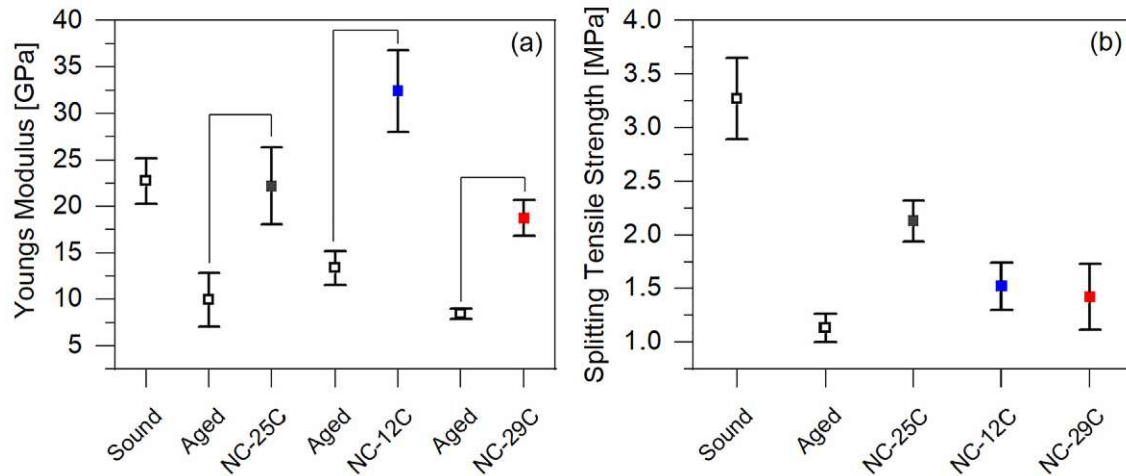 (a)
Youngs Modulus [GPa]
40
35
30
25
20
15
10
5
Sound
Aged
NC-25C
Aged
NC-12C
Aged
NC-29C
(b)
Splitting Tensile Strength [MPa]
4.0
3.5
3.0
2.5
2.0
1.5
1.0
Sound
Aged
NC-25C
NC-12C
NC-29C